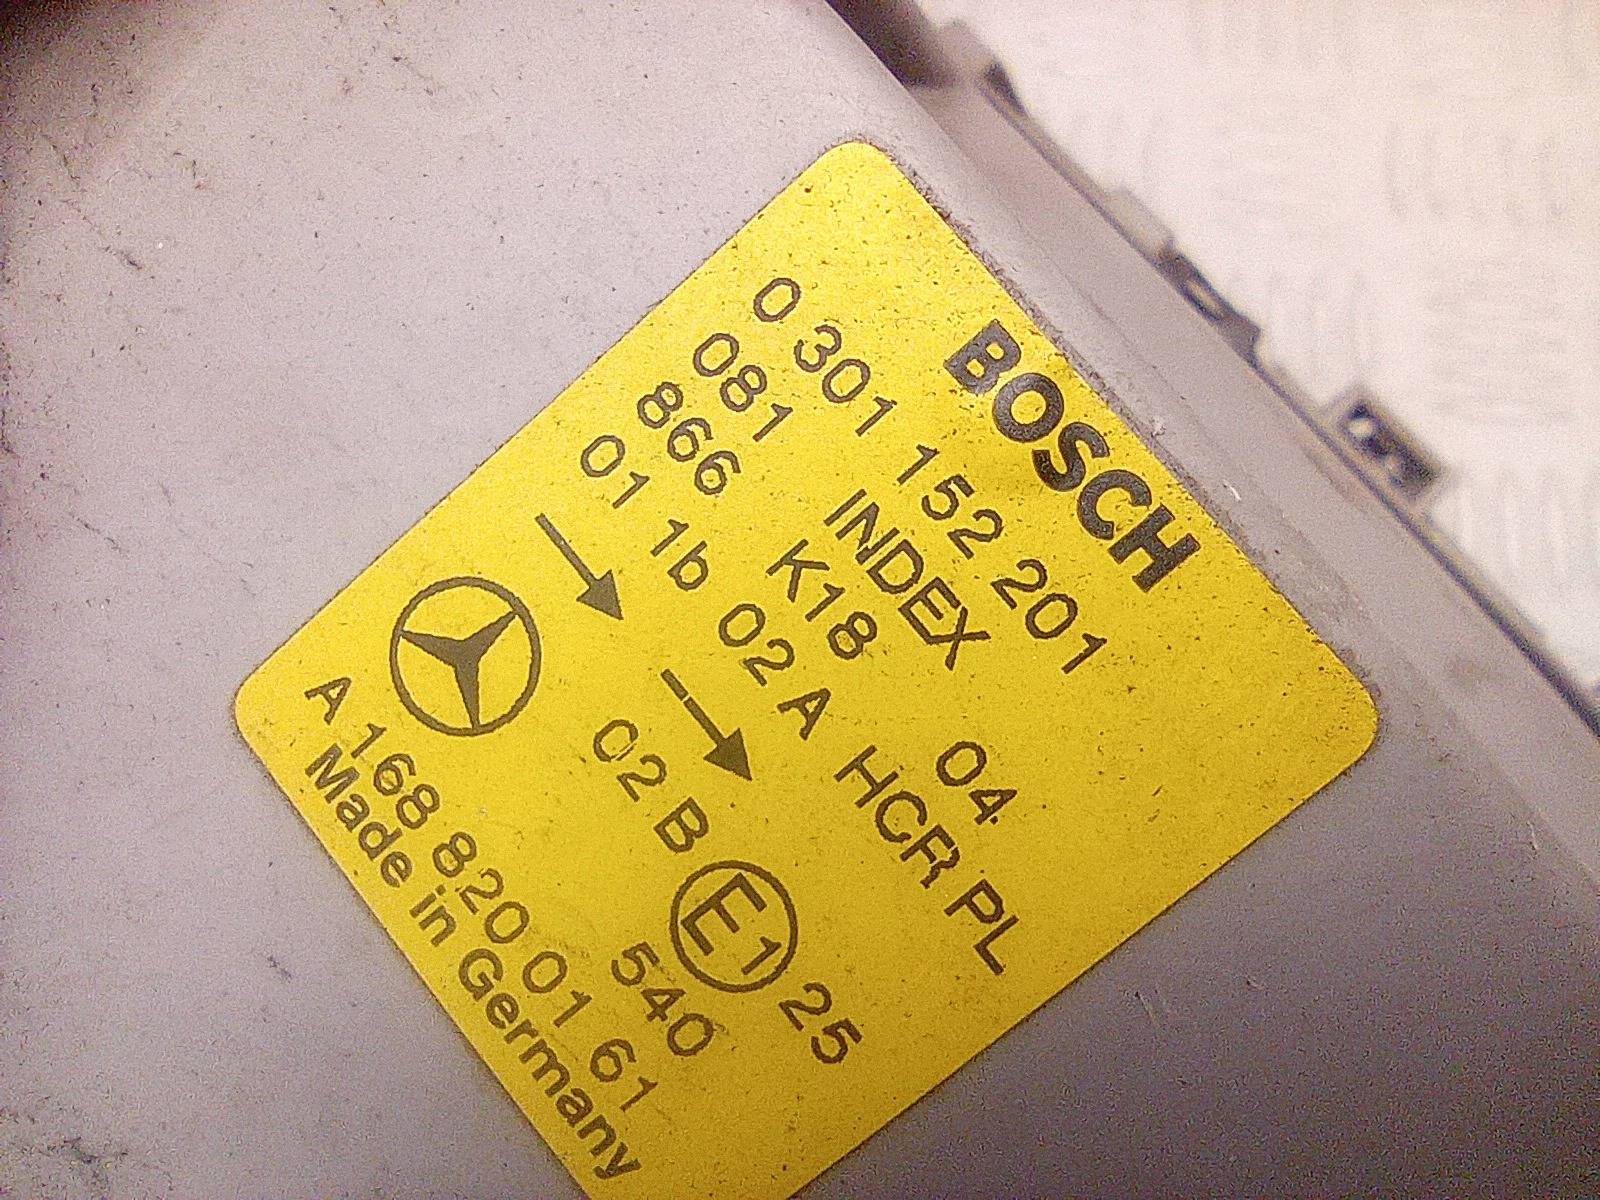 BOSCH
0 301 152 201
081 INDEX 04
866 K18
01 1b 02 A HCR PL
02 B E1 25
540
A 168 820 01 61
Made in Germany